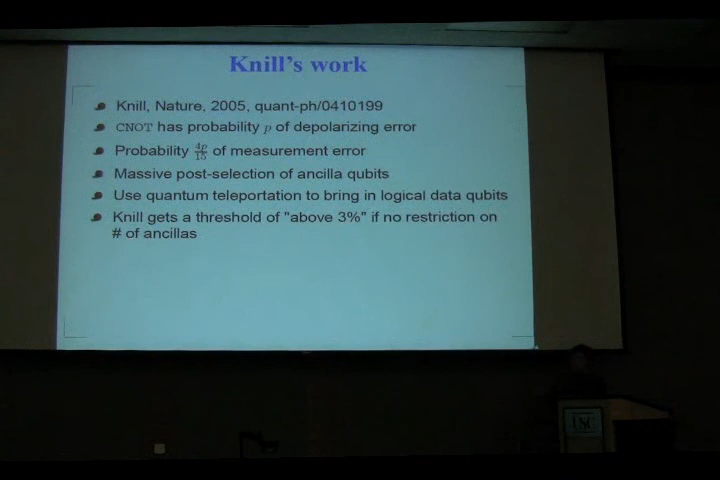 Knill's work
Knill, Nature, 2005, quant-ph/0410199
CNOT has probability p of depolarizing error
Probability 4p/15 of measurement error
Massive post-selection of ancilla qubits
Use quantum teleportation to bring in logical data qubits
Knill gets a threshold of "above 3%" if no restriction on
# of ancillas
USC